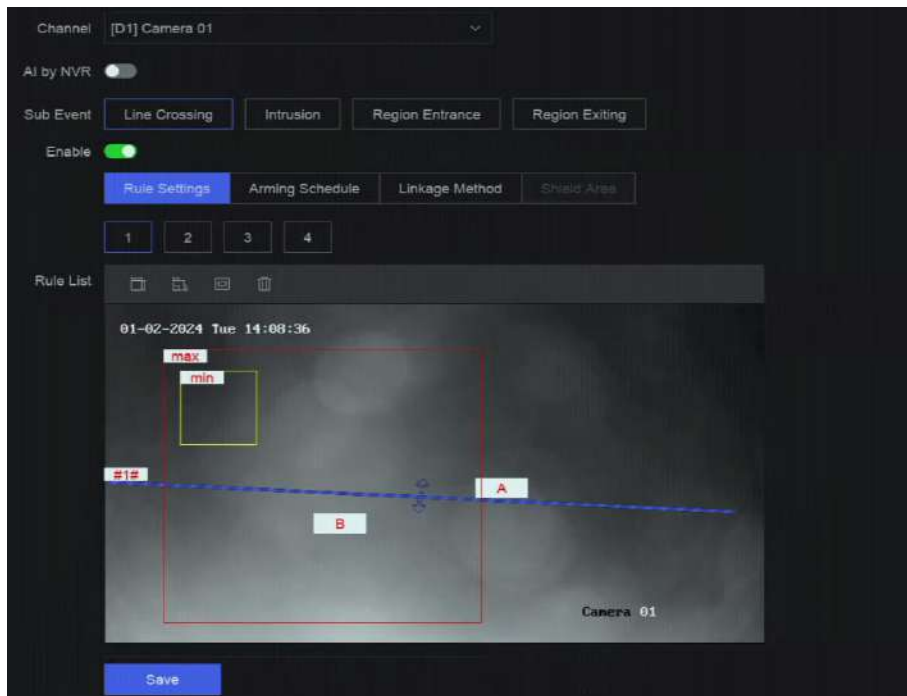 Channel [D1] Camera 01
AI by NVR
Sub Event Line Crossing Intrusion Region Entrance Region Exiting
Enable
Rule Settings Arming Schedule Linkage Method Shield Area
1 2 3 4
Rule List
01-02-2024 Tue 14:08:36
max
min
#1#
A
B
Camera 01
Save